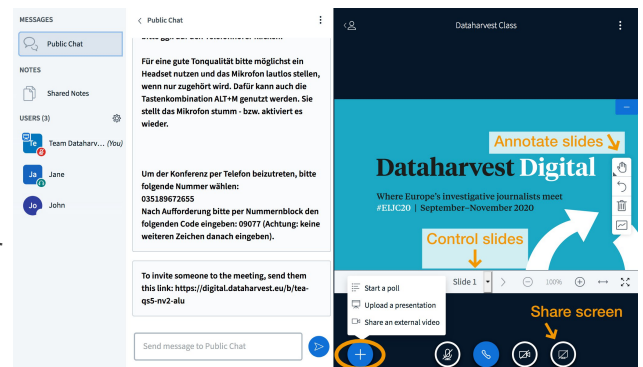 MESSAGES
Public Chat
NOTES
Shared Notes
USERS (3)
Te
Team Dataharv... (You)
Ja
Jane
Jo
John
Public Chat
Für eine gute Tonqualität bitte möglichst ein
Headset nutzen und das Mikrofon lautlos stellen,
wenn nur zugehört wird. Dafür kann auch die
Tastenkombination ALT+M genutzt werden. Sie
stellt das Mikrofon stumm - bzw. aktiviert es
wieder.
Um der Konferenz per Telefon beizutreten, bitte
folgende Nummer wählen:
035189672655
Nach Aufforderung bitte per Nummernblock den
folgenden Code eingeben: 09077 (Achtung: keine
weiteren Zeichen danach eingeben).
To invite someone to the meeting, send them
this link: https://digital.dataharvest.eu/b/tea-
qs5-nv2-alu
Send message to Public Chat
Dataharvest Class
Annotate slides
Dataharvest Digital
Where Europe's investigative journalists meet
#EIJC20 | September–November 2020
Control slides
Slide 1
100%
Start a poll
Upload a presentation
Share an external video
Share screen